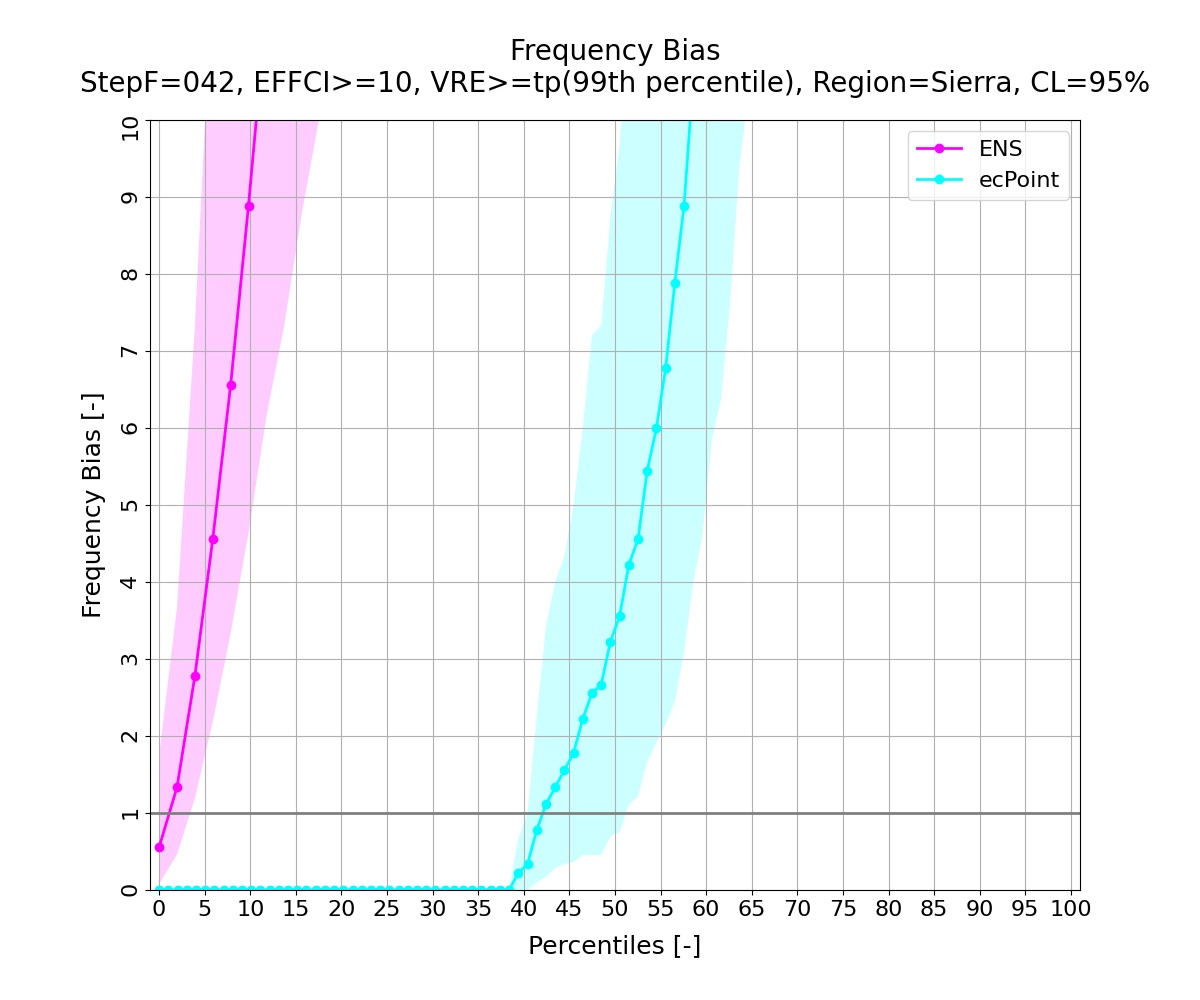 Frequency Bias
StepF=042, EFFCI>=10, VRE>=tp(99th percentile), Region=Sierra, CL=95%
ENS
ecPoint
Frequency Bias [-]
10
9
8
7
6
5
4
3
2
1
0
0 5 10 15 20 25 30 35 40 45 50 55 60 65 70 75 80 85 90 95 100
Percentiles [-]